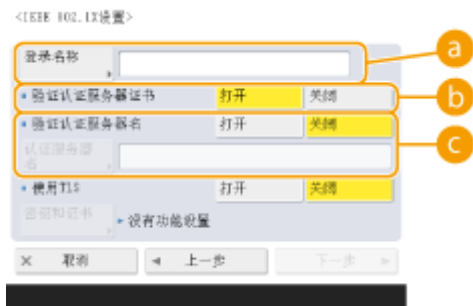 <IEEE 802.1X设置>
登录名称
a
验证认证服务器证书 打开 关闭
b
验证认证服务器名 打开 关闭
认证服务器名
c
使用TLS 打开 关闭
密钥和证书 没有功能设置
× 取消 ◄ 上一步 下一步 ►